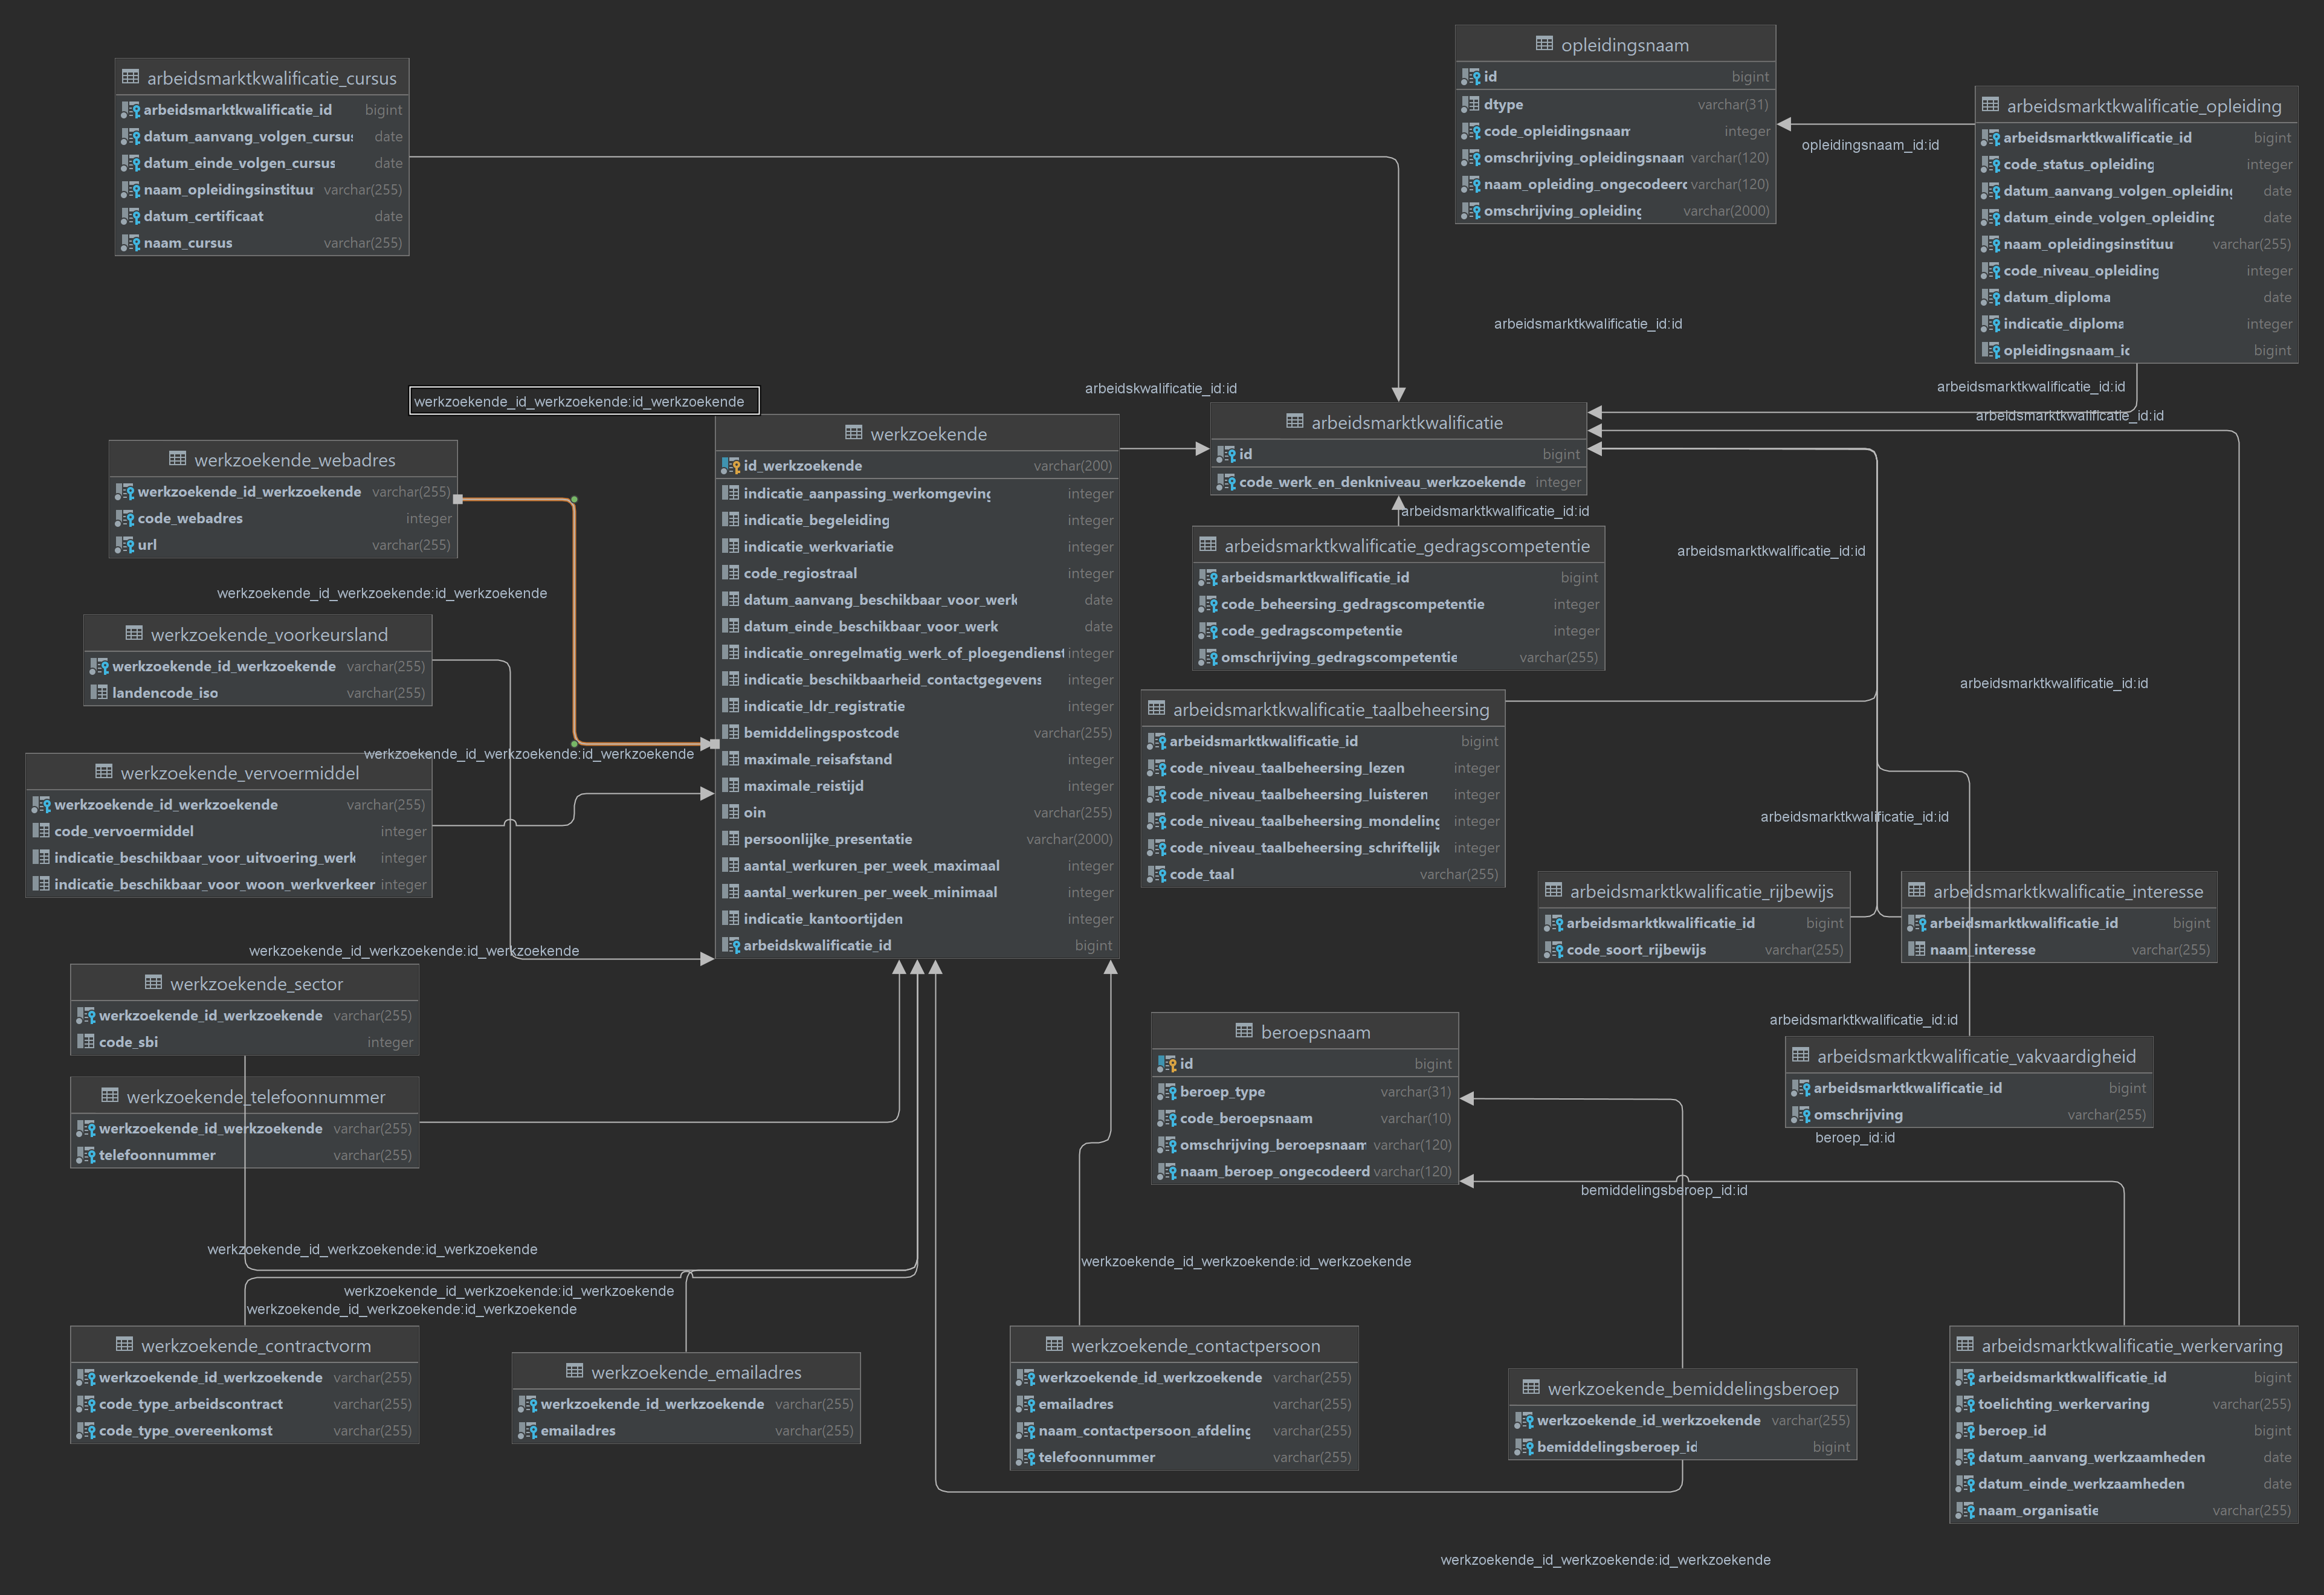 arbeidsmarktkwalificatie_cursus
arbeidsmarktkwalificatie_id bigint
datum_aanvang_volgen_cursus date
datum_einde_volgen_cursus date
naam_opleidingsinstituu varchar(255)
datum_certificaat date
naam_cursus varchar(255)
opleidingsnaam
id bigint
dtype varchar(31)
code_opleidingsnaam integer
omschrijving_opleidingsnaam varchar(120)
naam_opleiding_ongecodeerd varchar(120)
omschrijving_opleiding varchar(2000)
arbeidsmarktkwalificatie_opleiding
arbeidsmarktkwalificatie_id bigint
code_status_opleiding integer
datum_aanvang_volgen_opleiding date
datum_einde_volgen_opleiding date
naam_opleidingsinstituu varchar(255)
code_niveau_opleiding integer
datum_diploma date
indicatie_diploma integer
opleidingsnaam_id bigint
opleidingsnaam_id:id
arbeidsmarktkwalificatie_id:id
arbeidskwalificatie_id:id
arbeidsmarktkwalificatie_id:id
arbeidsmarktkwalificatie_id:id
werkzoekende_id_werkzoekende:id_werkzoekende
werkzoekende
id_werkzoekende varchar(200)
indicatie_aanpassing_werkomgeving integer
indicatie_begeleiding integer
indicatie_werkvariatie integer
code_regiostraal integer
datum_aanvang_beschikbaar_voor_werk date
datum_einde_beschikbaar_voor_werk date
indicatie_onregelmatig_werk_of_ploegendienst integer
indicatie_beschikbaarheid_contactgegevens integer
indicatie_ldr_registratie integer
bemiddelingspostcode varchar(255)
maximale_reisafstand integer
maximale_reistijd integer
oin varchar(255)
persoonlijke_presentatie varchar(2000)
aantal_werkuren_per_week_maximaal integer
aantal_werkuren_per_week_minimaal integer
indicatie_kantoortijden integer
arbeidskwalificatie_id bigint
arbeidsmarktkwalificatie
id bigint
code_werk_en_denkniveau_werkzoekende integer
arbeidsmarktkwalificatie_id:id
werkzoekende_webadres
werkzoekende_id_werkzoekende varchar(255)
code_webadres integer
url varchar(255)
werkzoekende_id_werkzoekende:id_werkzoekende
arbeidsmarktkwalificatie_gedragscompetentie
arbeidsmarktkwalificatie_id bigint
code_beheersing_gedragscompetentie integer
code_gedragscompetentie integer
omschrijving_gedragscompetentie varchar(255)
arbeidsmarktkwalificatie_id:id
werkzoekende_voorkeursland
werkzoekende_id_werkzoekende varchar(255)
landencode_iso varchar(255)
arbeidsmarktkwalificatie_id:id
arbeidsmarktkwalificatie_taalbeheersing
arbeidsmarktkwalificatie_id bigint
code_niveau_taalbeheersing_lezen integer
code_niveau_taalbeheersing_luisteren integer
code_niveau_taalbeheersing_mondeling integer
code_niveau_taalbeheersing_schriftelijk integer
code_taal varchar(255)
werkzoekende_id_werkzoekende:id_werkzoekende
werkzoekende_vervoermiddel
werkzoekende_id_werkzoekende varchar(255)
code_vervoermiddel integer
indicatie_beschikbaar_voor_uitvoering_werk integer
indicatie_beschikbaar_voor_woon_werkverkeer integer
arbeidsmarktkwalificatie_id:id
arbeidsmarktkwalificatie_rijbewijs
arbeidsmarktkwalificatie_id bigint
code_soort_rijbewijs varchar(255)
arbeidsmarktkwalificatie_interesse
arbeidsmarktkwalificatie_id bigint
naam_interesse varchar(255)
werkzoekende_id_werkzoekende:id_werkzoekende
werkzoekende_sector
werkzoekende_id_werkzoekende varchar(255)
code_sbi integer
arbeidsmarktkwalificatie_id:id
beroepsnaam
id bigint
beroep_type varchar(31)
code_beroepsnaam varchar(10)
omschrijving_beroepsnaam varchar(120)
naam_beroep_ongecodeerd varchar(120)
arbeidsmarktkwalificatie_vakvaardigheid
arbeidsmarktkwalificatie_id bigint
omschrijving varchar(255)
beroep_id:id
werkzoekende_telefoonnummer
werkzoekende_id_werkzoekende varchar(255)
telefoonnummer varchar(255)
bemiddelingsberoep_id:id
werkzoekende_id_werkzoekende:id_werkzoekende
werkzoekende_id_werkzoekende:id_werkzoekende
werkzoekende_id_werkzoekende:id_werkzoekende
werkzoekende_id_werkzoekende:id_werkzoekende
werkzoekende_contractvorm
werkzoekende_id_werkzoekende varchar(255)
code_type_arbeidscontract varchar(255)
code_type_overeenkomst varchar(255)
werkzoekende_emailadres
werkzoekende_id_werkzoekende varchar(255)
emailadres varchar(255)
werkzoekende_contactpersoon
werkzoekende_id_werkzoekende varchar(255)
emailadres varchar(255)
naam_contactpersoon_afdeling varchar(255)
telefoonnummer varchar(255)
werkzoekende_bemiddelingsberoep
werkzoekende_id_werkzoekende varchar(255)
bemiddelingsberoep_id bigint
arbeidsmarktkwalificatie_werkervaring
arbeidsmarktkwalificatie_id bigint
toelichting_werkervaring varchar(255)
beroep_id bigint
datum_aanvang_werkzaamheden date
datum_einde_werkzaamheden date
naam_organisatie varchar(255)
werkzoekende_id_werkzoekende:id_werkzoekende